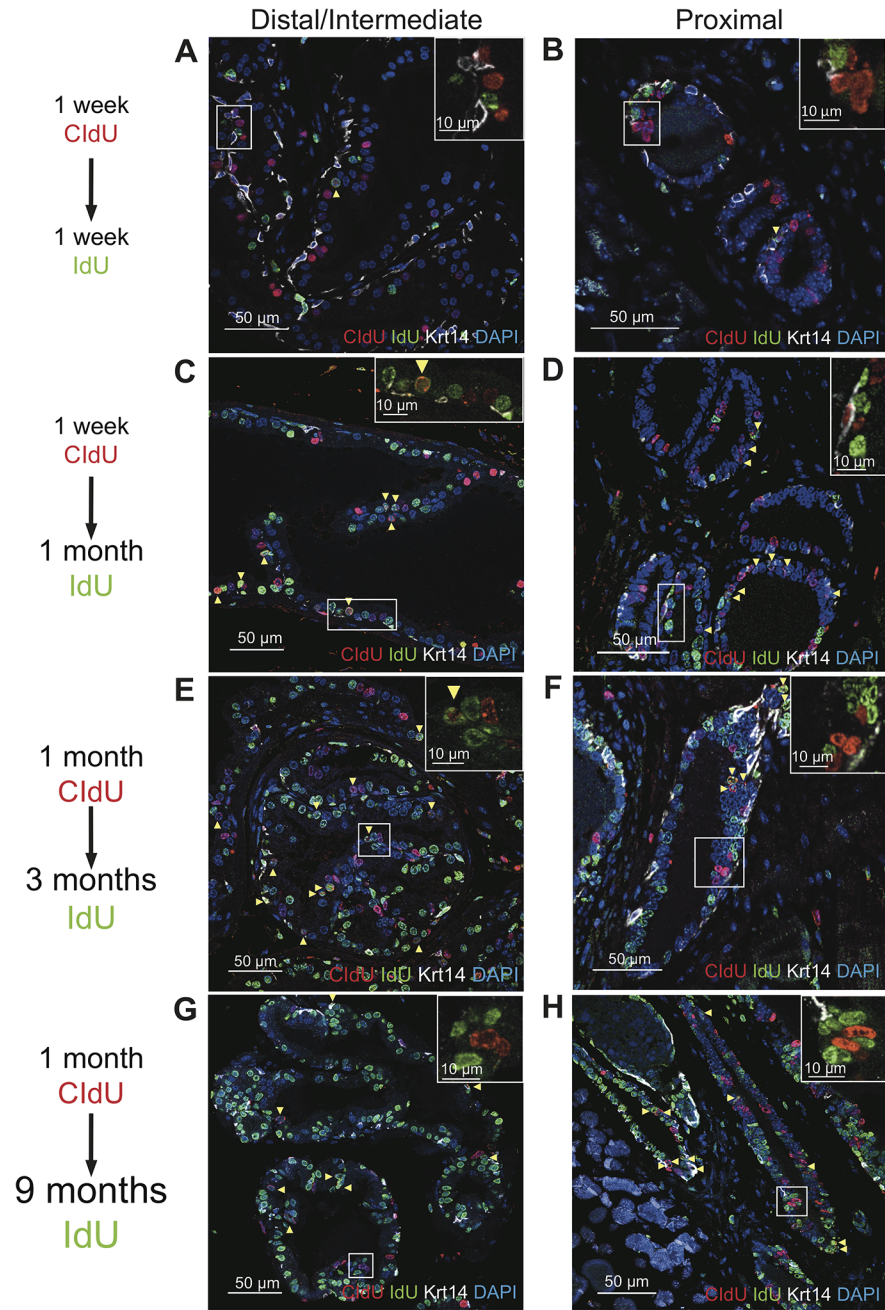 Distal/Intermediate
Proximal
1 week
CldU
1 week
IdU
A
10 µm
50 µm
CldU IdU Krt14 DAPI
B
10 µm
50 µm
CldU IdU Krt14 DAPI
1 week
CldU
1 month
IdU
C
10 µm
50 µm
CldU IdU Krt14 DAPI
D
10 µm
50 µm
CldU IdU Krt14 DAPI
1 month
CldU
3 months
IdU
E
10 µm
50 µm
CldU IdU Krt14 DAPI
F
10 µm
50 µm
CldU IdU Krt14 DAPI
1 month
CldU
9 months
IdU
G
10 µm
50 µm
CldU IdU Krt14 DAPI
H
10 µm
50 µm
CldU IdU Krt14 DAPI